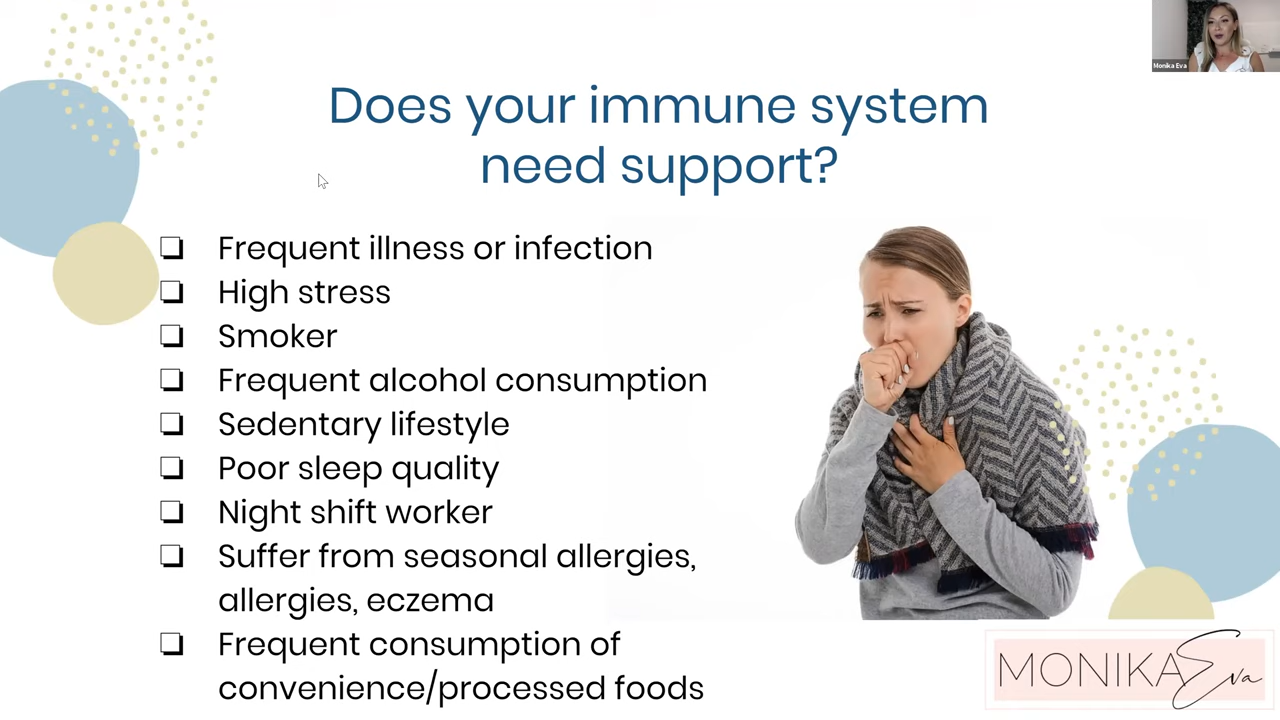 Monika Eva
Does your immune system
need support?
❏ Frequent illness or infection
❏ High stress
❏ Smoker
❏ Frequent alcohol consumption
❏ Sedentary lifestyle
❏ Poor sleep quality
❏ Night shift worker
❏ Suffer from seasonal allergies,
allergies, eczema
❏ Frequent consumption of
convenience/processed foods
MONIKA Eva